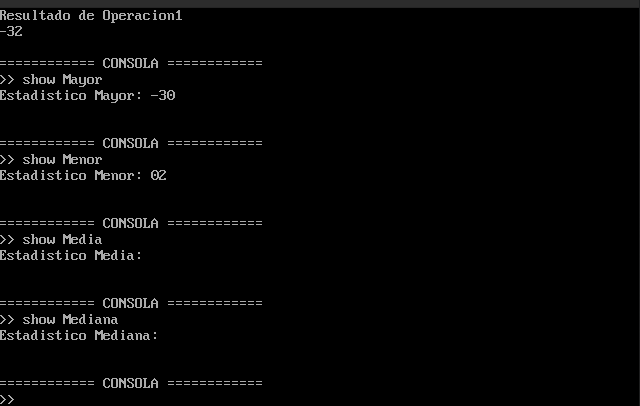 Resultado de Operacion1
-32
============ CONSOLA ============
>> show Mayor
Estadistico Mayor: -30
============ CONSOLA ============
>> show Menor
Estadistico Menor: 02
============ CONSOLA ============
>> show Media
Estadistico Media:
============ CONSOLA ============
>> show Mediana
Estadistico Mediana:
============ CONSOLA ============
>>